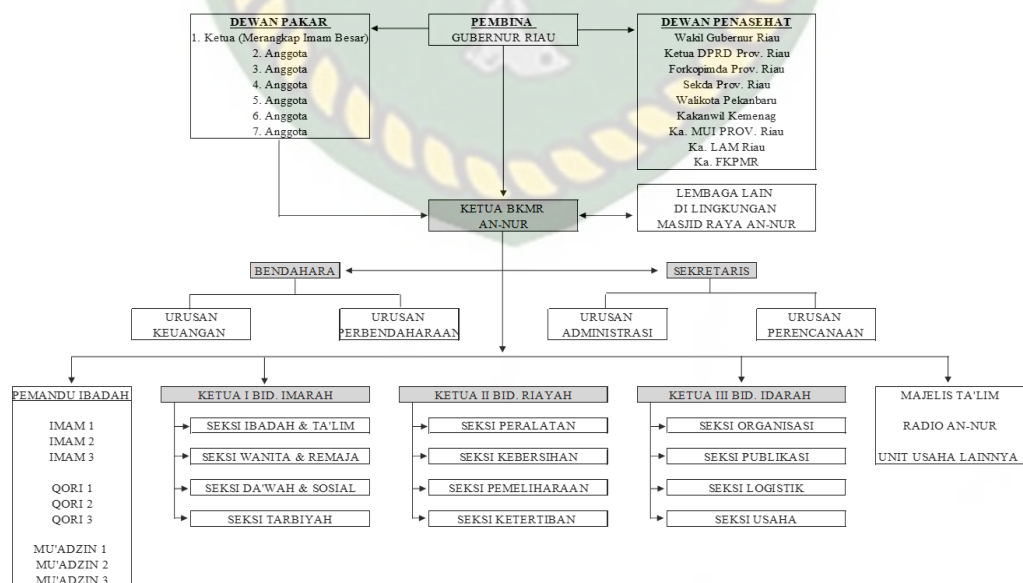 DEWAN PAKAR
1. Ketua (Merangkap Imam Besar)
2. Anggota
3. Anggota
4. Anggota
5. Anggota
6. Anggota
7. Anggota
PEMBINA
GUBERNUR RIAU
DEWAN PENASEHAT
Wakil Gubernur Riau
Ketua DPRD Prov. Riau
Forkopimda Prov. Riau
Sekda Prov. Riau
Walikota Pekanbaru
Kakanwil Kemenag
Ka. MUI PROV. Riau
Ka. LAM Riau
Ka. FKPMR
KETUA BKMR
AN-NUR
LEMBAGA LAIN
DI LINGKUNGAN
MASJID RAYA AN-NUR
BENDAHARA
SEKRETARIS
URUSAN
KEUANGAN
URUSAN
PERBENDAHARAAN
URUSAN
ADMINISTRASI
URUSAN
PERENCANAAN
PEMANDU IBADAH
IMAM 1
IMAM 2
IMAM 3
QORI 1
QORI 2
QORI 3
MU'ADZIN 1
MU'ADZIN 2
MU'ADZIN 3
KETUA I BID. IMARAH
SEKSI IBADAH & TA'LIM
SEKSI WANITA & REMAJA
SEKSI DA'WAH & SOSIAL
SEKSI TARBIYAH
KETUA II BID. RIAYAH
SEKSI PERALATAN
SEKSI KEBERSIHAN
SEKSI PEMELIHARAAN
SEKSI KETERTIBAN
KETUA III BID. IDARAH
SEKSI ORGANISASI
SEKSI PUBLIKASI
SEKSI LOGISTIK
SEKSI USAHA
MAJELIS TA'LIM
RADIO AN-NUR
UNIT USAHA LAINNYA